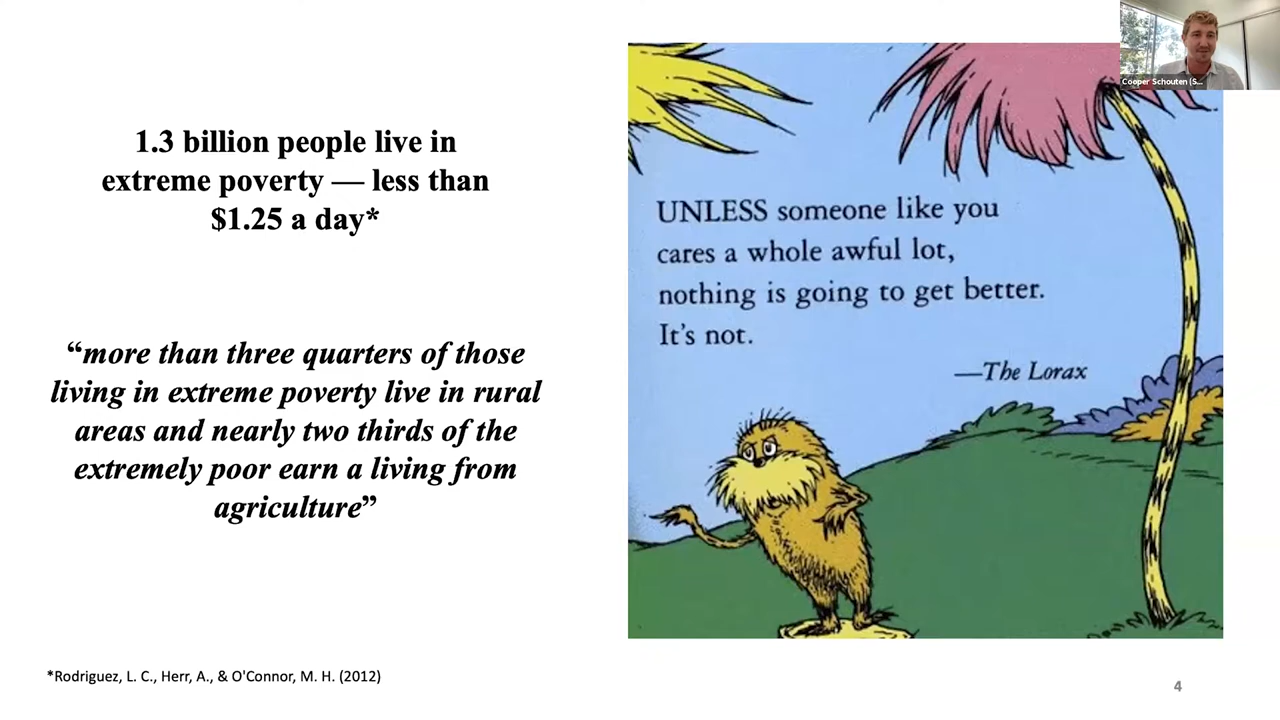 1.3 billion people live in
extreme poverty — less than
$1.25 a day*
“more than three quarters of those
living in extreme poverty live in rural
areas and nearly two thirds of the
extremely poor earn a living from
agriculture”
*Rodriguez, L. C., Herr, A., & O'Connor, M. H. (2012)
UNLESS someone like you
cares a whole awful lot,
nothing is going to get better.
It's not.
—The Lorax
Cooper Schouten (S...
4